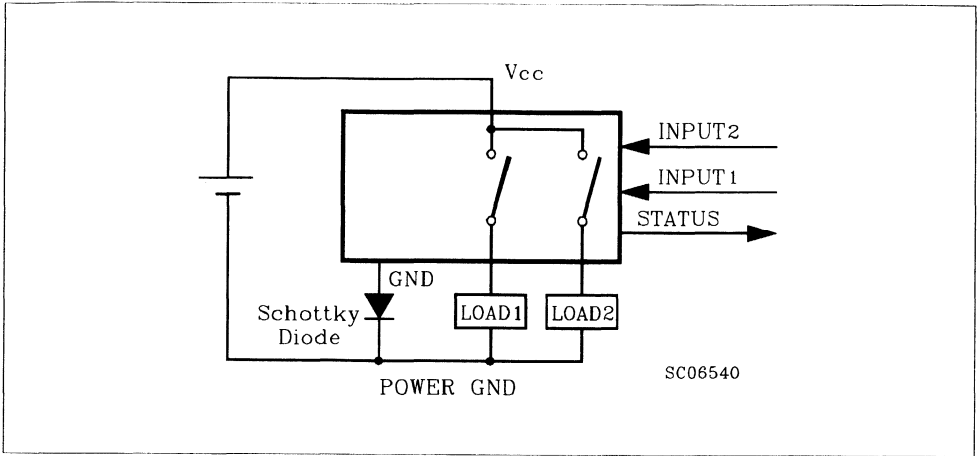 Vcc
INPUT2
INPUT1
STATUS
GND
Schottky
Diode
LOAD1
LOAD2
POWER GND
SC06540